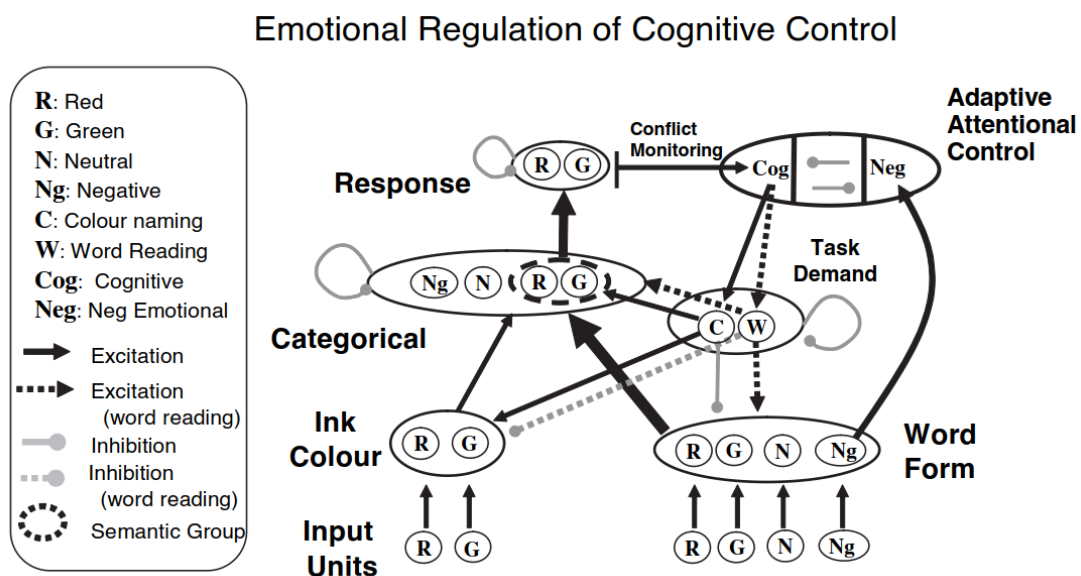 Emotional Regulation of Cognitive Control
R: Red
G: Green
N: Neutral
Ng: Negative
C: Colour naming
W: Word Reading
Cog: Cognitive
Neg: Neg Emotional
Excitation
Excitation
(word reading)
Inhibition
Inhibition
(word reading)
Semantic Group
Adaptive
Attentional
Control
Conflict
Monitoring
Response
R G
Cog
Neg
Task
Demand
Categorical
Ng N R G
C W
Ink
Colour
R G
Word
Form
R G N Ng
Input
Units
R G
R G N Ng